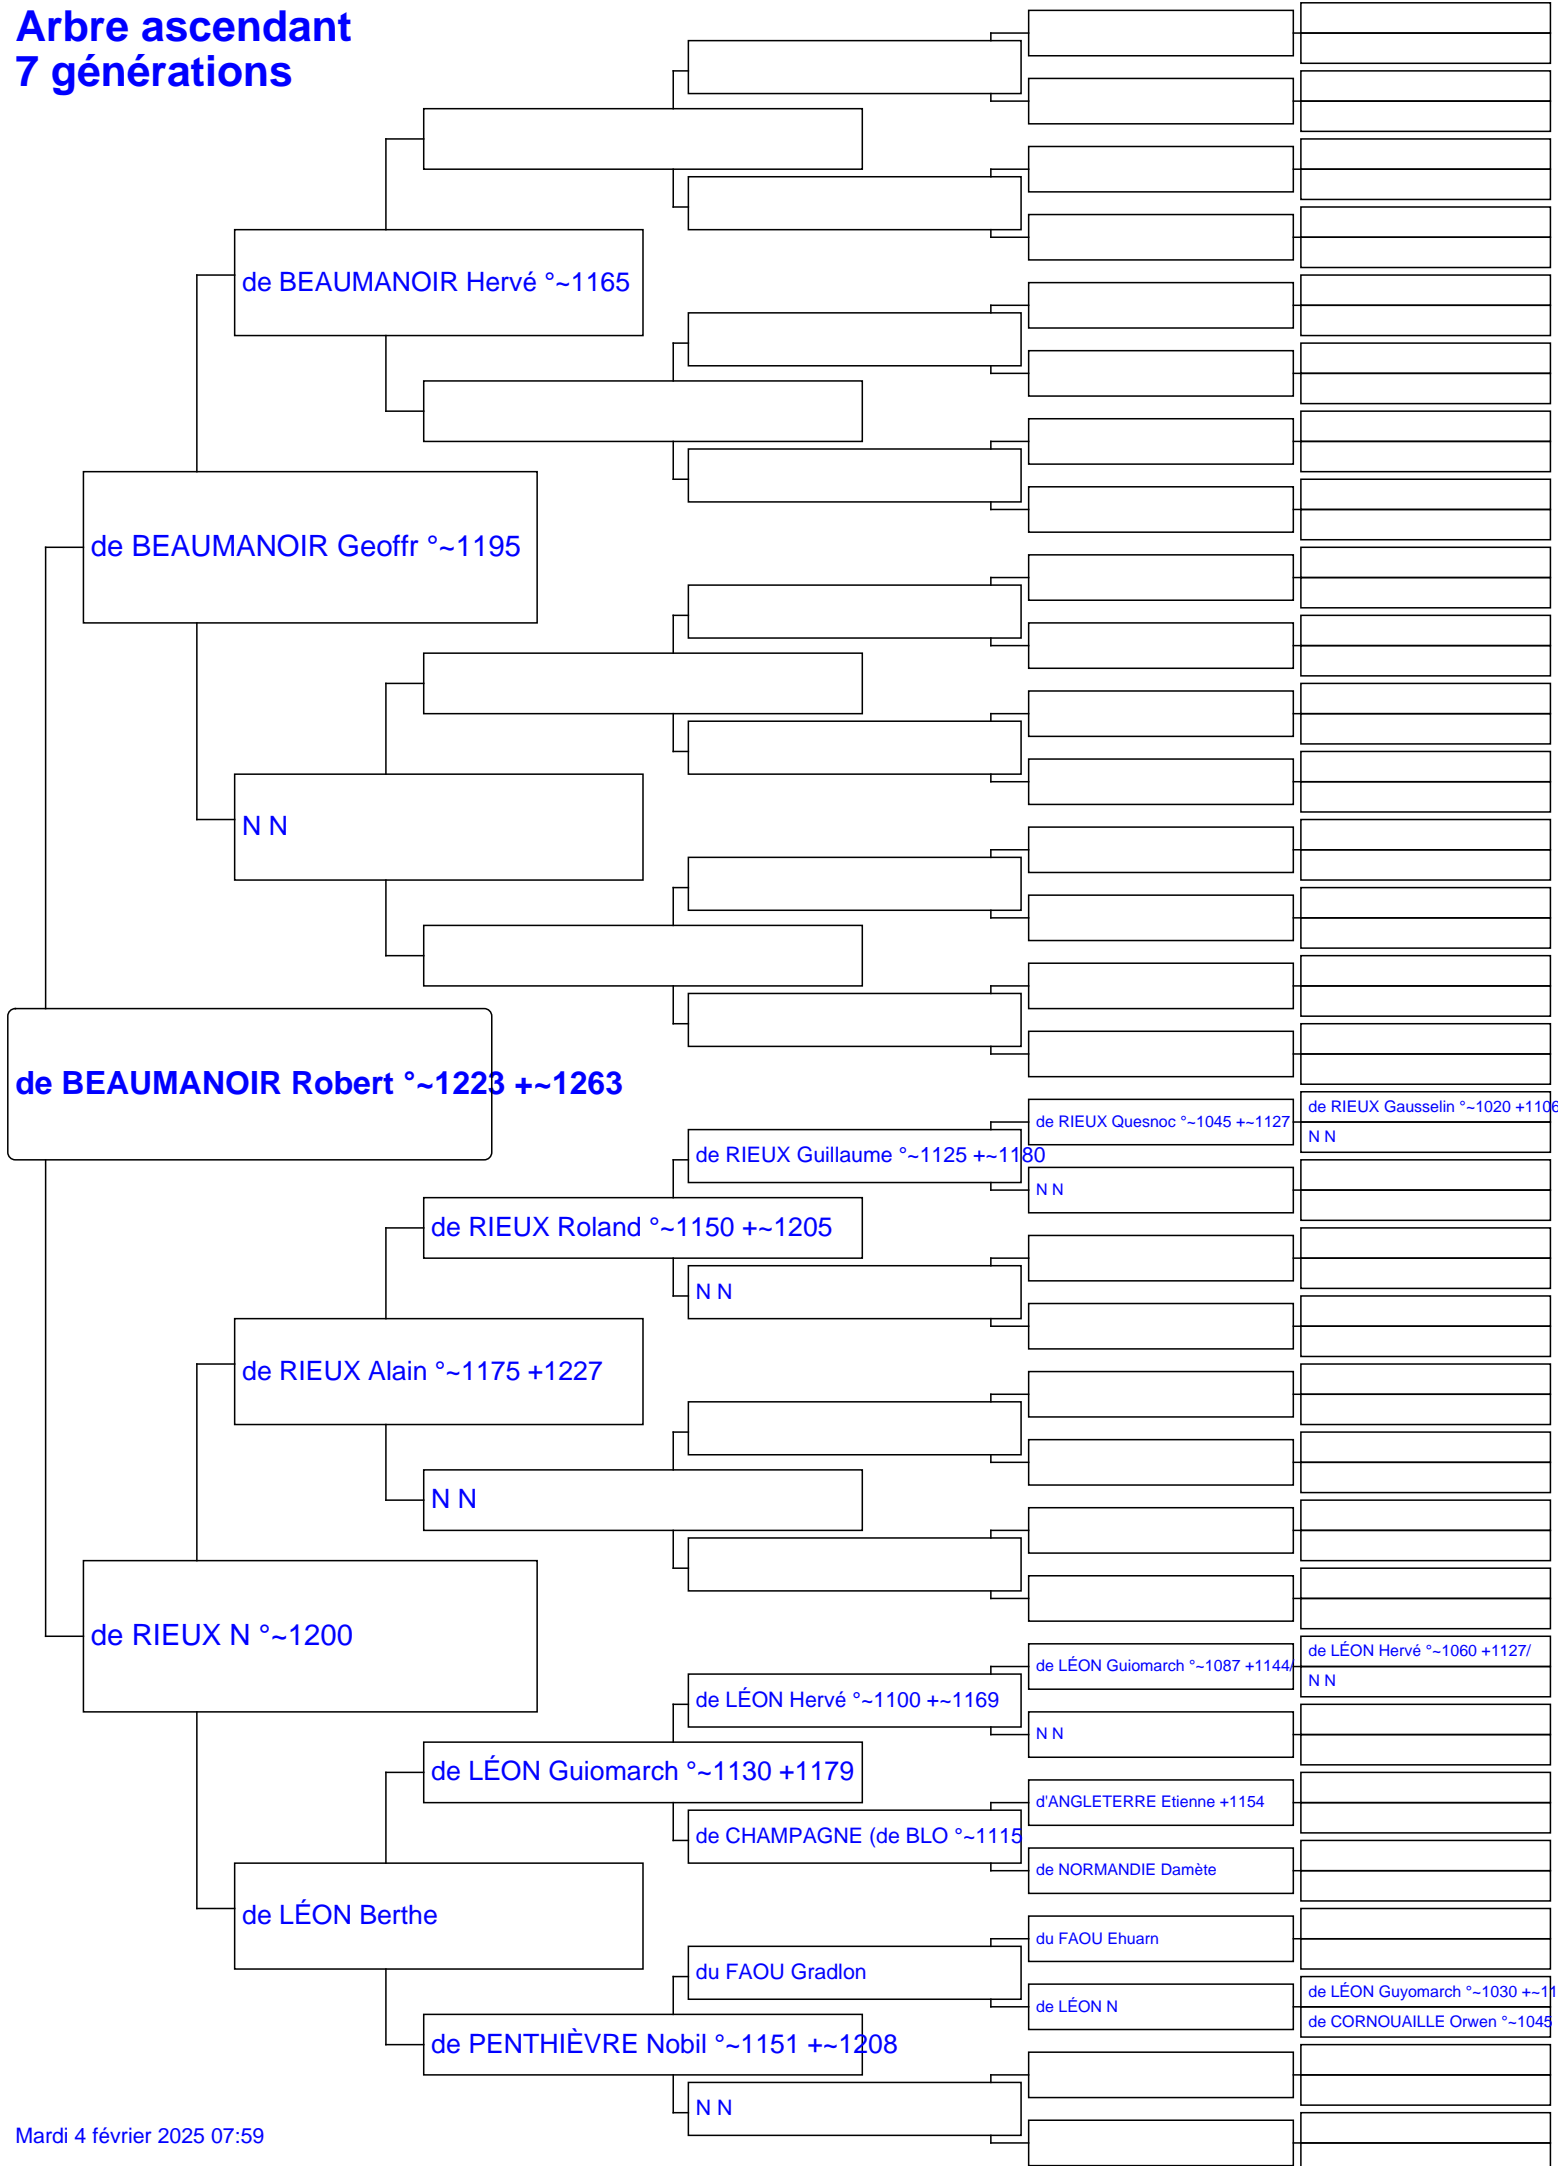 Arbre ascendant
7 générations
de BEAUMANOIR Hervé °~1165
de BEAUMANOIR Geoffr °~1195
N N
de BEAUMANOIR Robert °~1223 +~1263
de RIEUX Gausselin °~1020 +1106
de RIEUX Quesnoc °~1045 +~1127
N N
de RIEUX Guillaume °~1125 +~1180
N N
de RIEUX Roland °~1150 +~1205
N N
de RIEUX Alain °~1175 +1227
N N
de RIEUX N °~1200
de LÉON Hervé °~1060 +1127/
de LÉON Guiomarch °~1087 +1144/
N N
de LÉON Hervé °~1100 +~1169
N N
de LÉON Guiomarch °~1130 +1179
d'ANGLETERRE Etienne +1154
de CHAMPAGNE (de BLO °~1115
de NORMANDIE Damète
de LÉON Berthe
du FAOU Ehuarn
du FAOU Gradlon
de LÉON Guyomarch °~1030 +~11
de LÉON N
de CORNOUAILLE Orwen °~1045
de PENTHIÈVRE Nobil °~1151 +~1208
N N
Mardi 4 février 2025 07:59